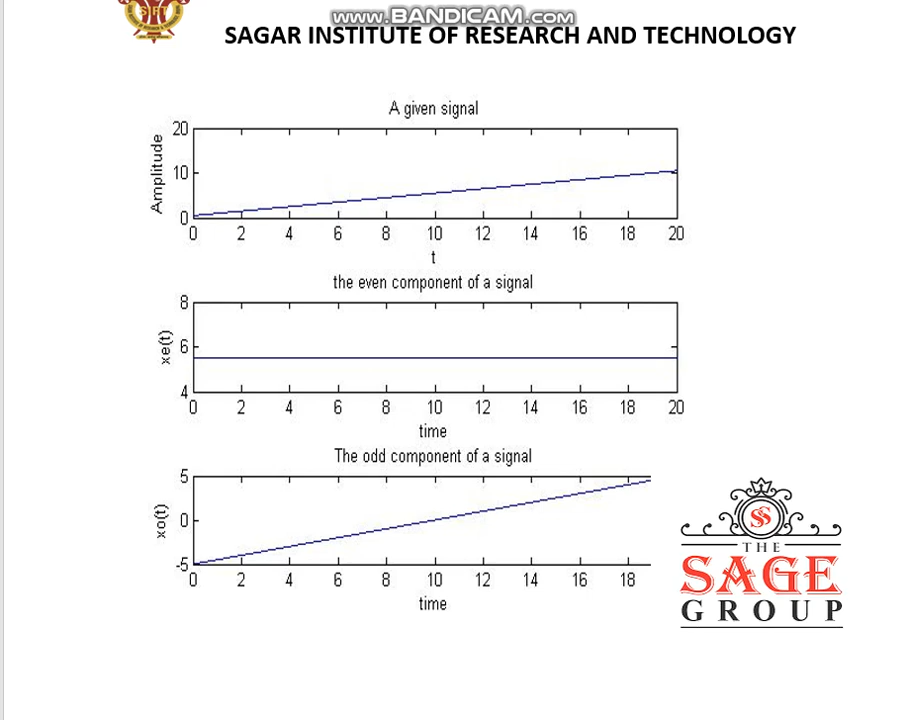 www.BANDICAM.com
SIRT
SAGAR INSTITUTE OF RESEARCH AND TECHNOLOGY
A given signal
Amplitude
20
10
0
0 2 4 6 8 10 12 14 16 18 20
t
the even component of a signal
xe(t)
8
6
4
0 2 4 6 8 10 12 14 16 18 20
time
The odd component of a signal
xo(t)
5
0
-5
0 2 4 6 8 10 12 14 16 18
time
SS
THE
SAGE
GROUP